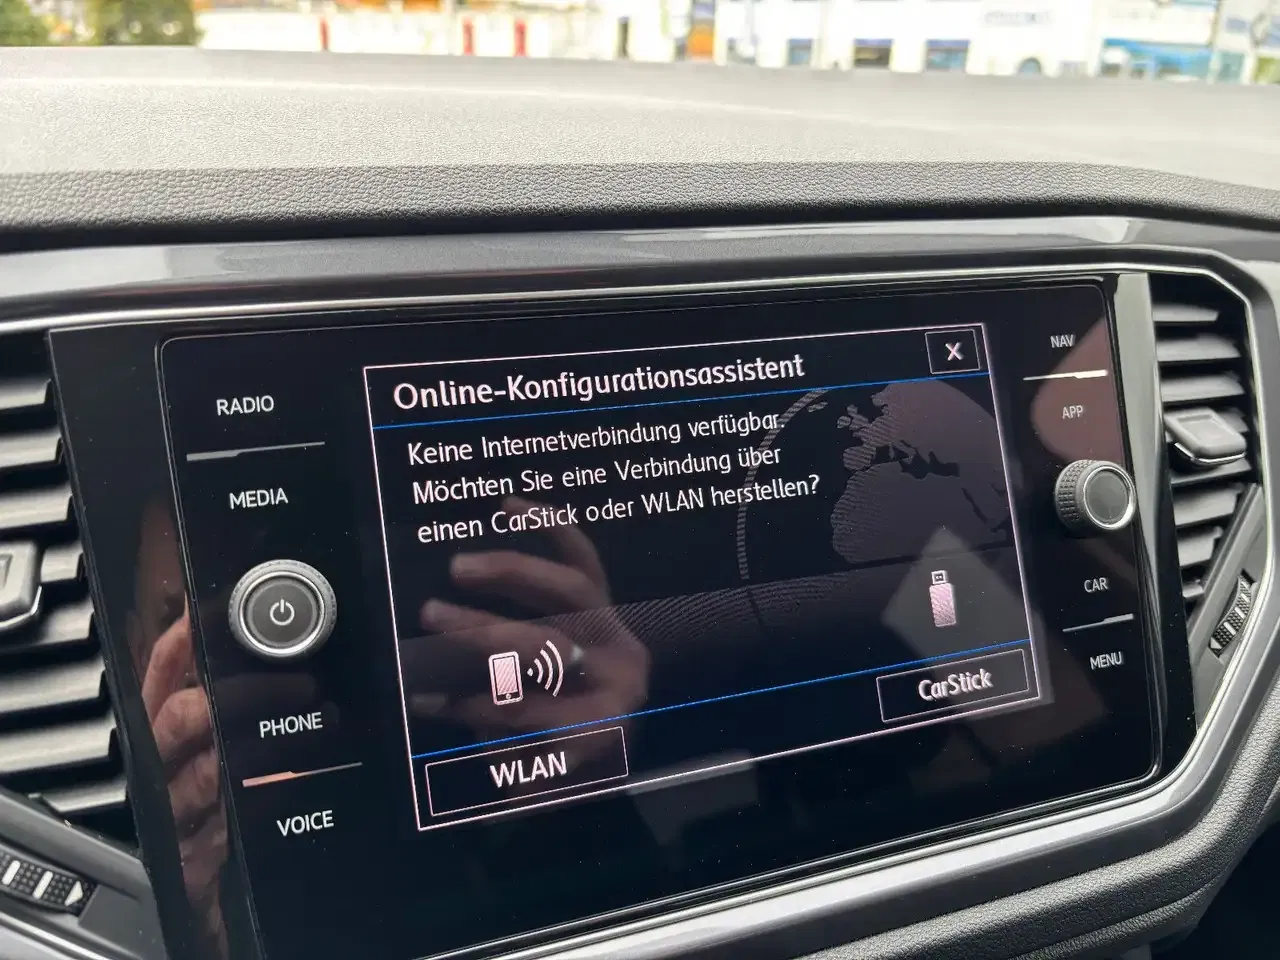 RADIO
MEDIA
PHONE
VOICE
Online-Konfigurationsassistent
X
Keine Internetverbindung verfügbar.
Möchten Sie eine Verbindung über
einen CarStick oder WLAN herstellen?
WLAN
CarStick
NAV
APP
CAR
MENU